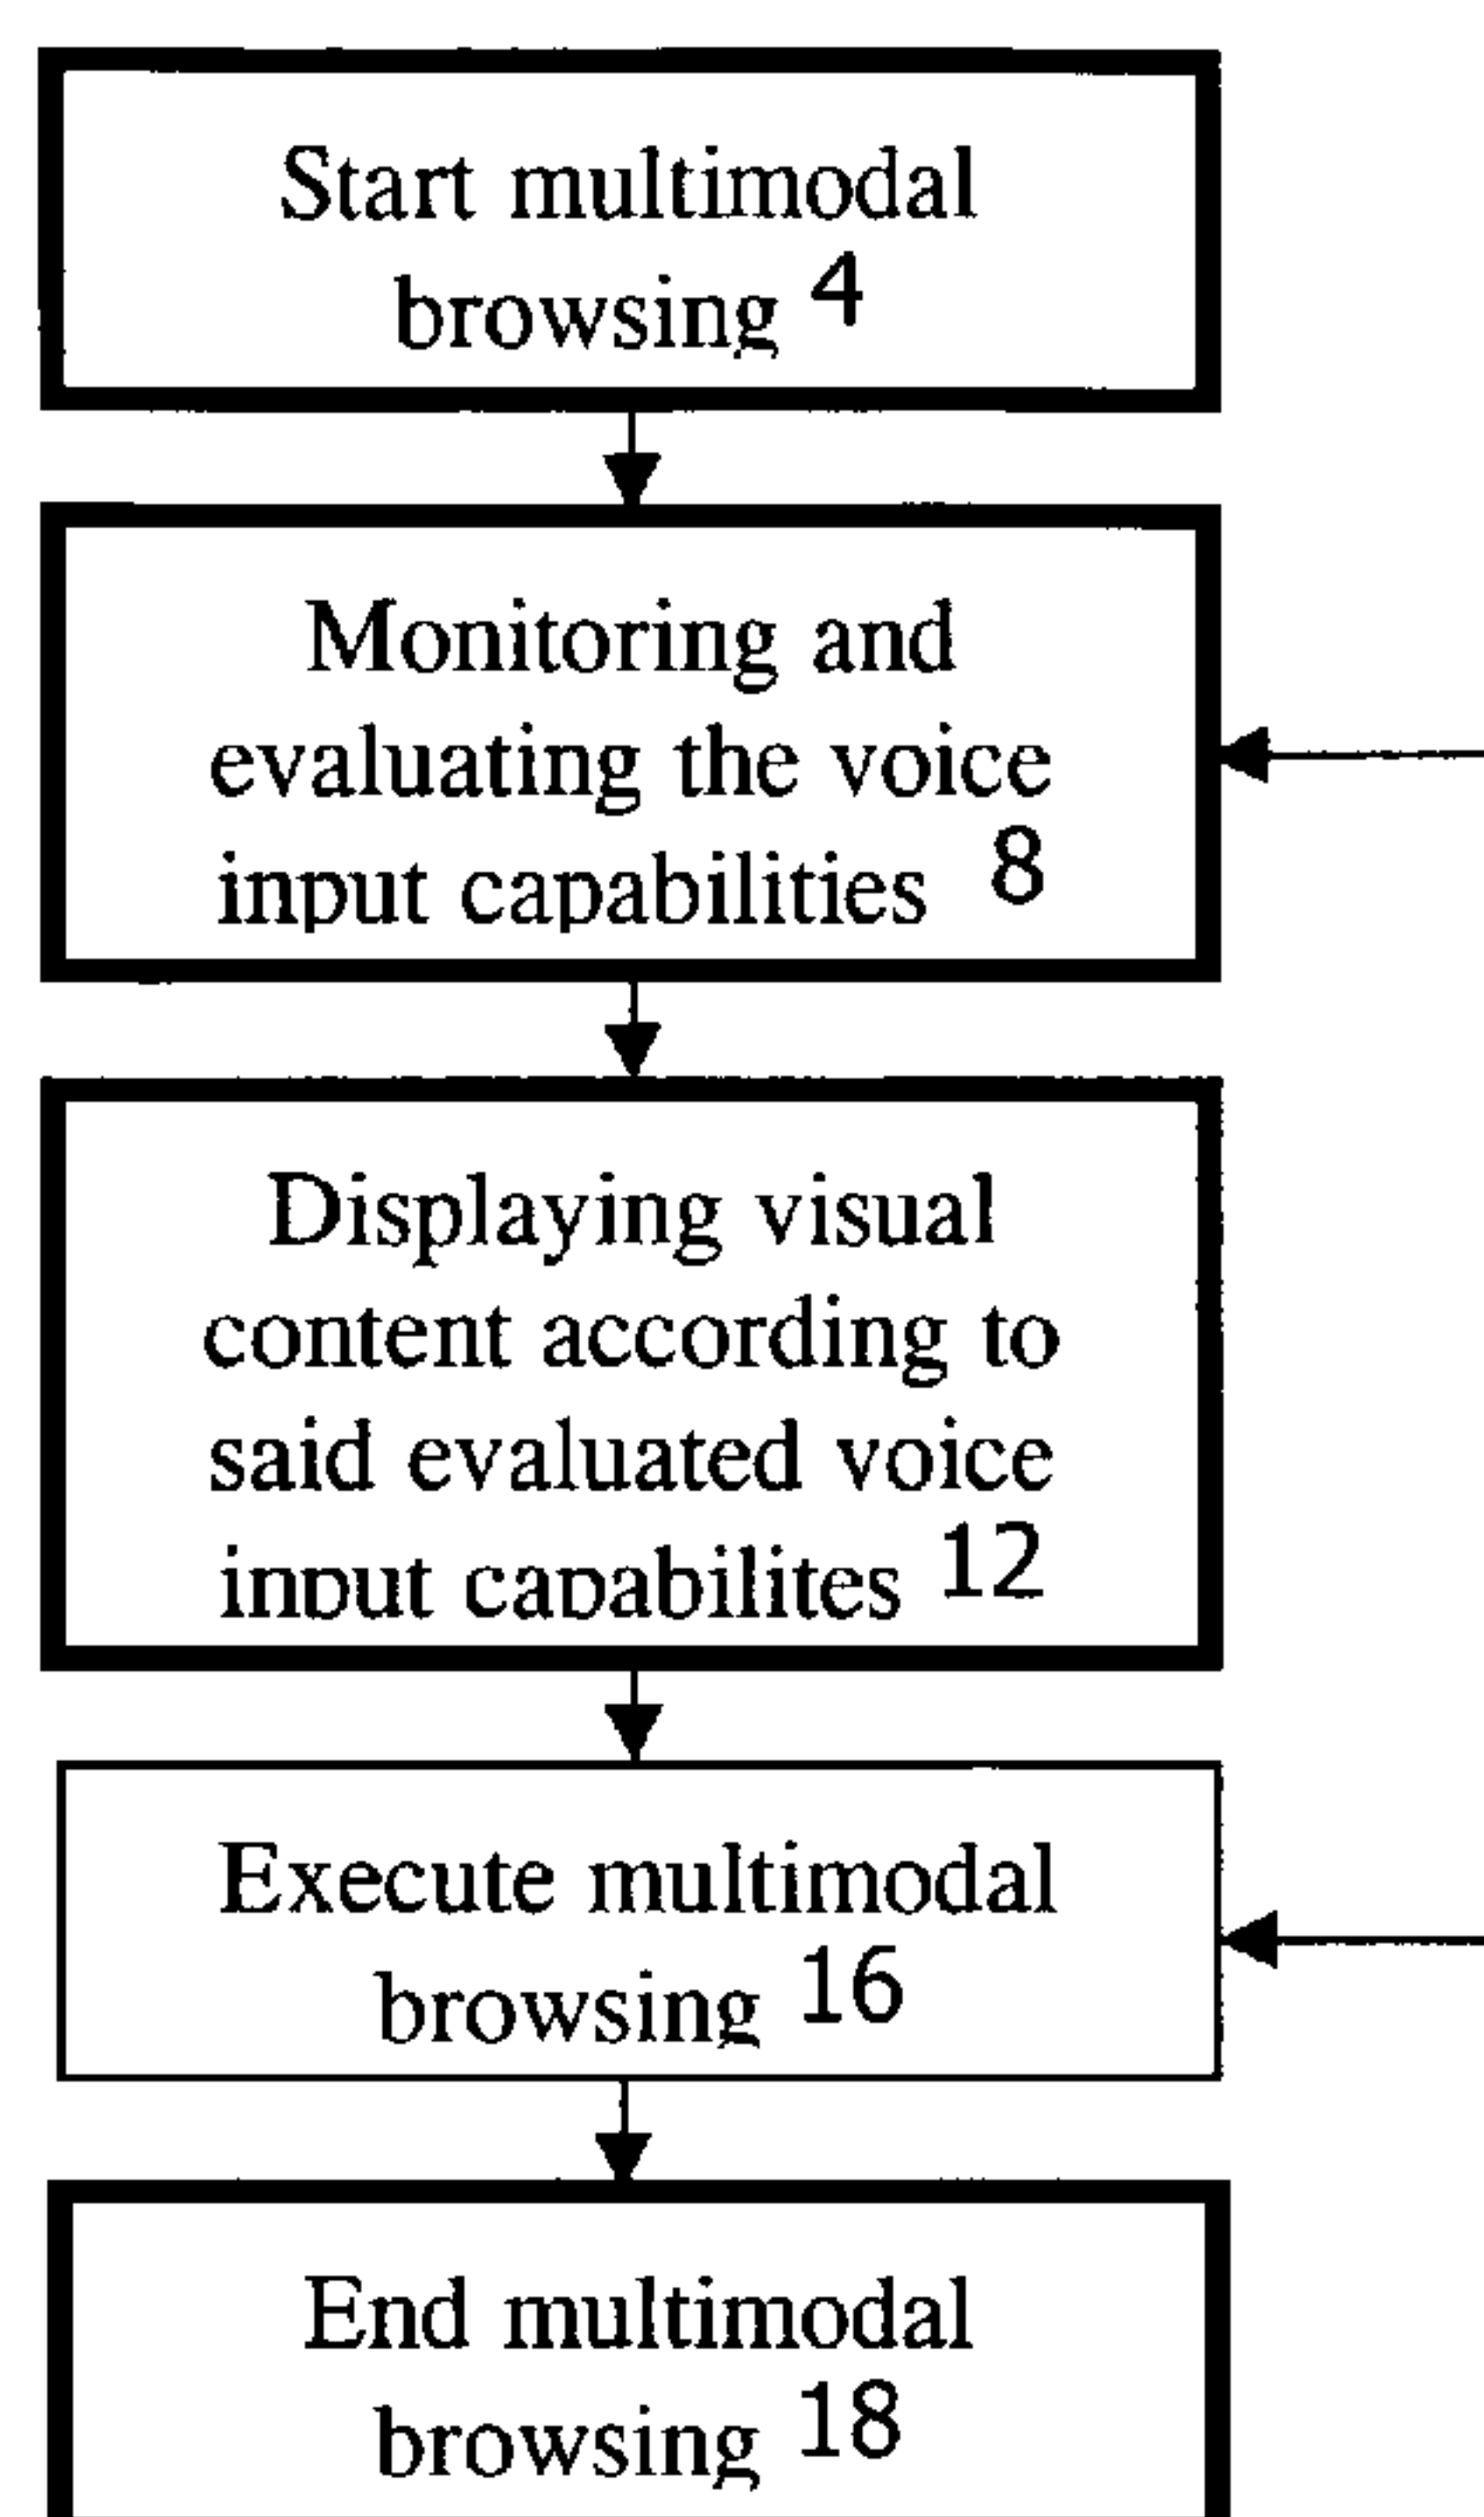 Start multimodal
browsing 4
Monitoring and
evaluating the voice
input capabilities 8
Displaying visual
content according to
said evaluated voice
input capabilites 12
Execute multimodal
browsing 16
End multimodal
browsing 18